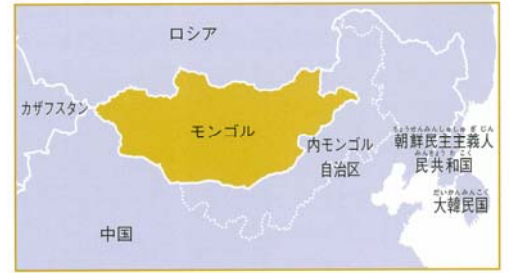 ロシア
カザフスタン
モンゴル
内モンゴル
自治区
ちょうせんみんしゅしゅぎじん
朝鮮民主主義人
みんきょうわこく
民共和国
だいかんみんこく
大韓民国
中国